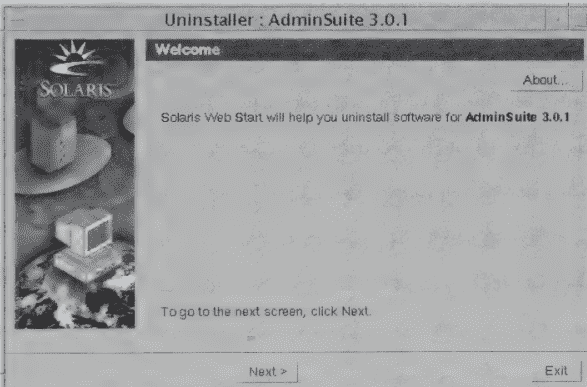 Uninstaller : AdminSuite 3.0.1
Welcome
SOLARIS
About...
Solaris Web Start will help you uninstall software for AdminSuite 3.0.1
To go to the next screen, click Next.
Next >
Exit